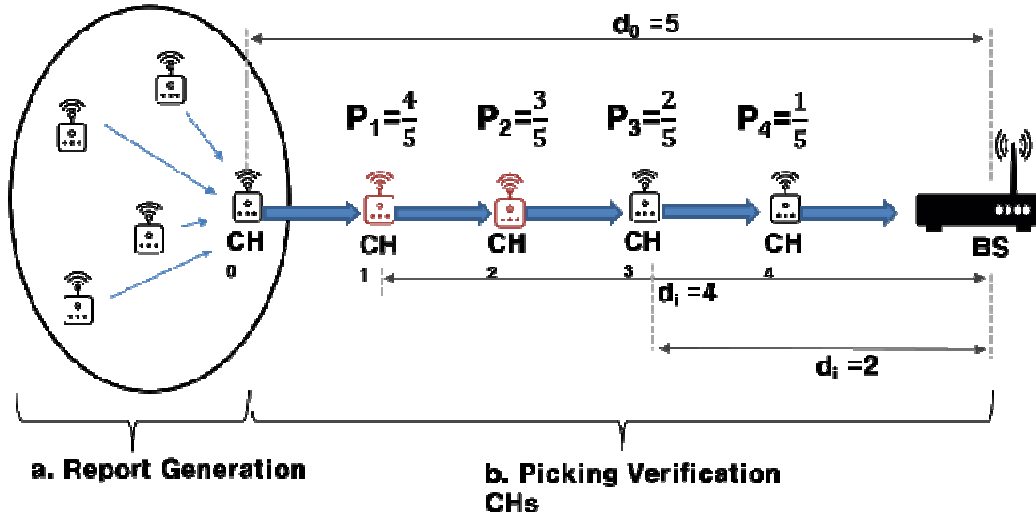 d₀ =5
P₁=4/5
P₂=3/5
P₃=2/5
P₄=1/5
CH
0
CH
1
CH
2
CH
3
CH
4
BS
dᵢ =4
dᵢ =2
a. Report Generation
b. Picking Verification
CHs